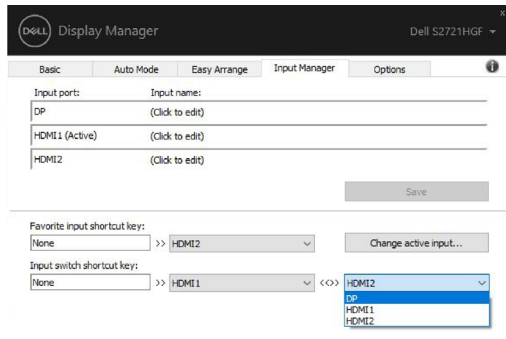 x
DELL Display Manager Dell S2721HGF
Basic Auto Mode Easy Arrange Input Manager Options i
Input port: Input name:
DP (Click to edit)
HDMI1 (Active) (Click to edit)
HDMI2 (Click to edit)
Save
Favorite input shortcut key:
None >> HDMI2 Change active input...
Input switch shortcut key:
None >> HDMI1 <<>> HDMI2
DP
HDMI1
HDMI2